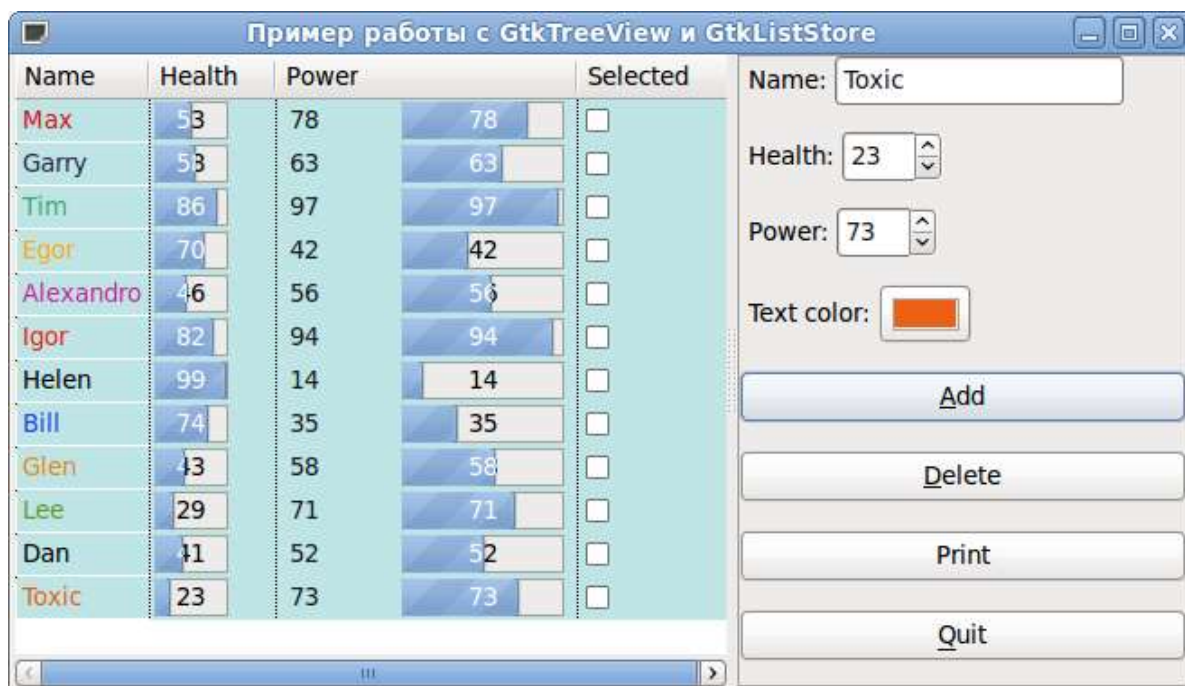 Пример работы с GtkTreeView и GtkListStore
Name Health Power Selected
Max 53 78 78
Garry 58 63 63
Tim 86 97 97
Egor 70 42 42
Alexandro 46 56 56
Igor 82 94 94
Helen 99 14 14
Bill 74 35 35
Glen 43 58 58
Lee 29 71 71
Dan 41 52 52
Toxic 23 73 73
Name: Toxic
Health: 23
Power: 73
Text color:
Add
Delete
Print
Quit